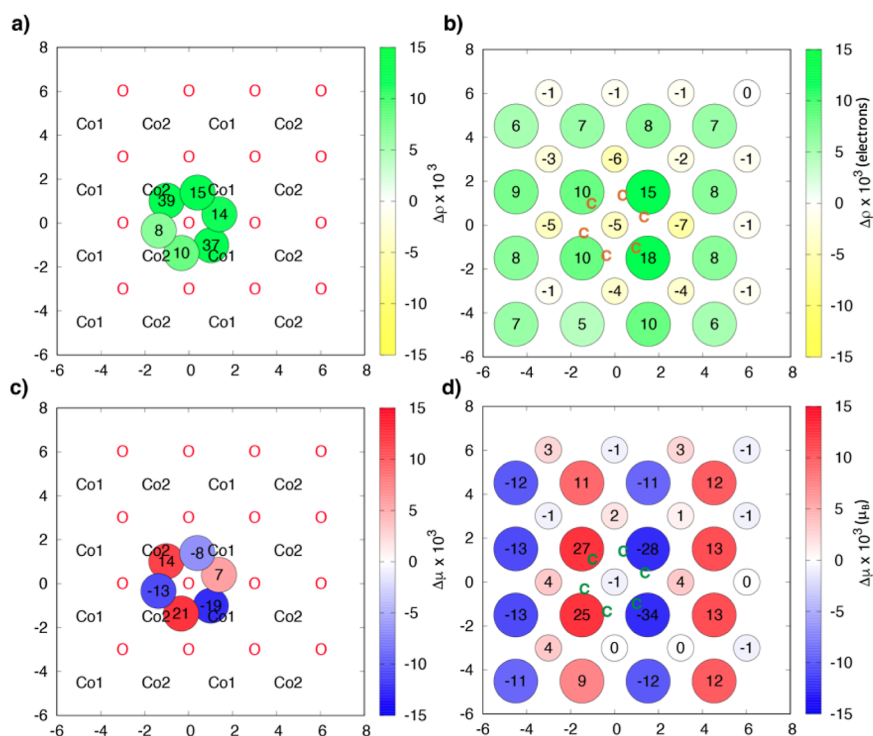 a)
8
15
6 O O O O
10
4 Co1 Co2 Co1 Co2
O O O O
5
2 Co1 Co2 Co1 Co2
39 15
14
0 O O O O
0
8
10 37
-2 Co1 Co2 Co1 Co2
-5
O O O O
-4 Co1 Co2 Co1 Co2
-10
-6
-15
-6 -4 -2 0 2 4 6 8
Δρ x 10³
b)
8
15
6 -1 -1 -1 0
10
4 6 7 8 7
-3 -6 -2 -1
5
2 9 10 15 8
C C
C
0 -5 -5 -7 -1
0
C
C C
-2 8 10 18 8
-5
-1 -4 -4 -1
-4 7 5 10 6
-10
-6
-15
-6 -4 -2 0 2 4 6 8
Δρ x 10³ (electrons)
c)
8
15
6 O O O O
10
4 Co1 Co2 Co1 Co2
O O O O
5
2 Co1 Co2 Co1 Co2
14 -8
7
0 O O O O
0
-13
21 -19
-2 Co1 Co2 Co1 Co2
-5
O O O O
-4 Co1 Co2 Co1 Co2
-10
-6
-15
-6 -4 -2 0 2 4 6 8
Δμ x 10³
d)
8
15
6 3 -1 3 -1
10
4 -12 11 -11 12
-1 2 1 -1
5
2 -13 27 -28 13
C C
C
0 4 -1 4 0
0
C
C C
-2 -13 25 -34 13
-5
4 0 0 -1
-4 -11 9 -12 12
-10
-6
-15
-6 -4 -2 0 2 4 6 8
Δμ x 10³ (μ_B)